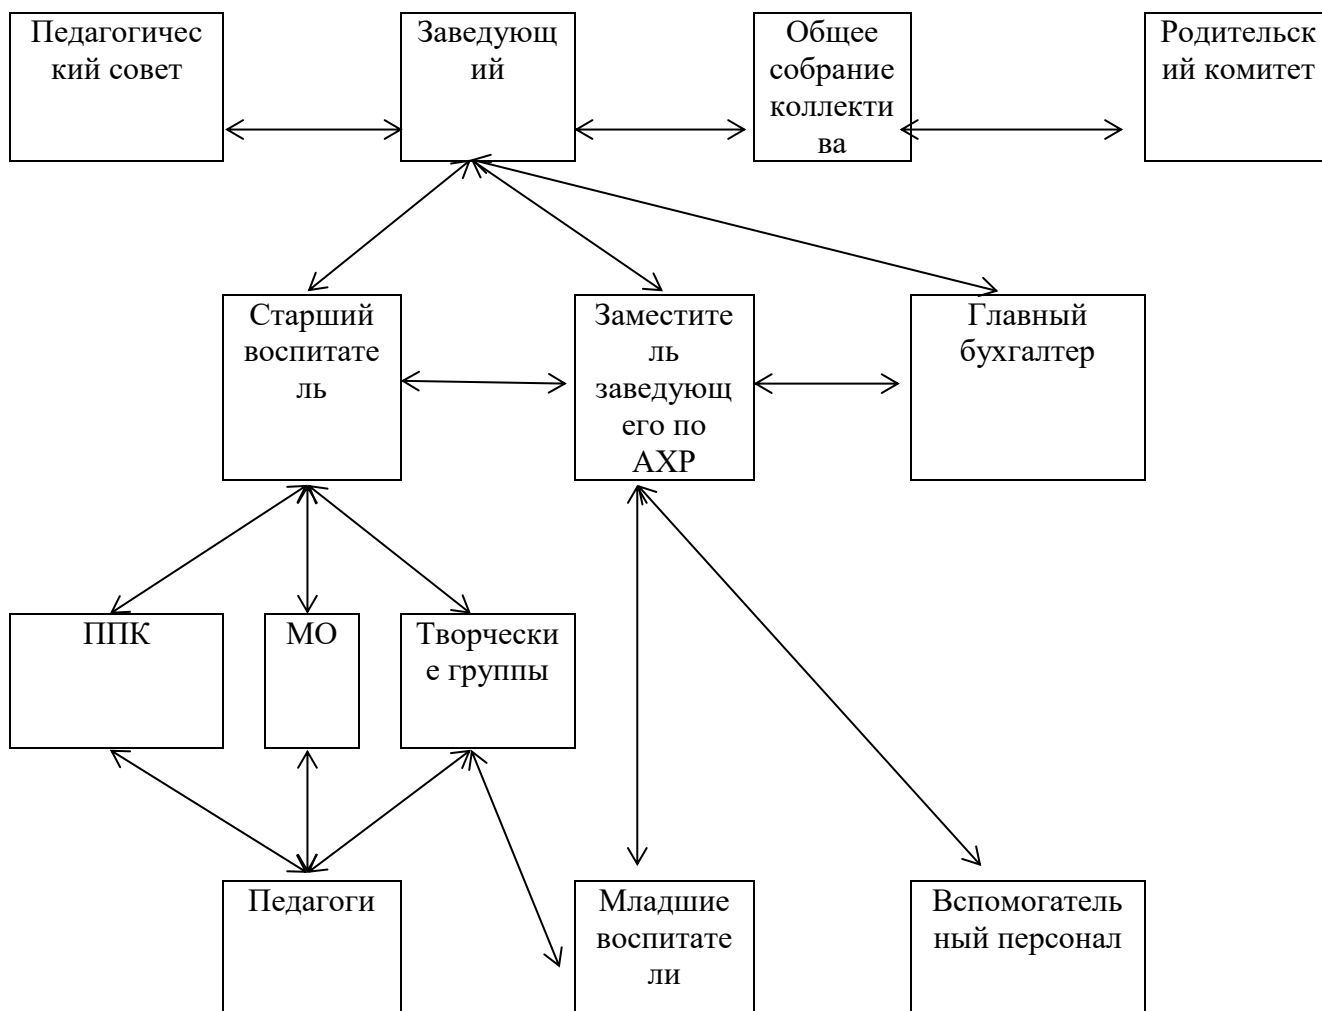 Педагогичес
кий совет
Заведующ
ий
Общее
собрание
коллекти
ва
Родительск
ий комитет
Старший
воспитате
ль
Заместите
ль
заведующ
его по
АХР
Главный
бухгалтер
ППК
МО
Творчески
е группы
Педагоги
Младшие
воспитате
ли
Вспомогатель
ный персонал